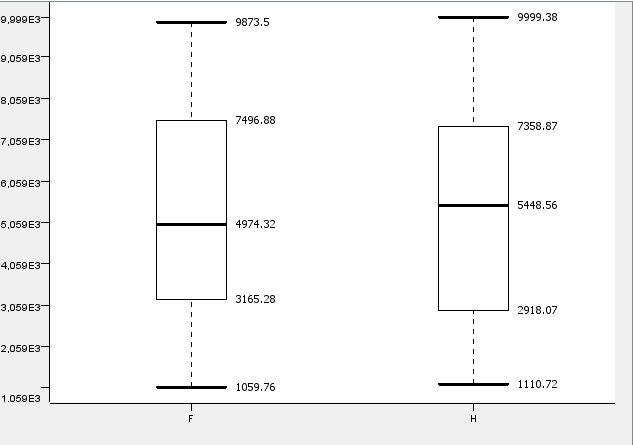 9,999E3
9873.5
9999.38
9,059E3
8,059E3
7496.88
7358.87
7,059E3
6,059E3
5448.56
5,059E3
4974.32
4,059E3
3165.28
3,059E3
2918.07
2,059E3
1059.76
1110.72
1.059E3
F
H